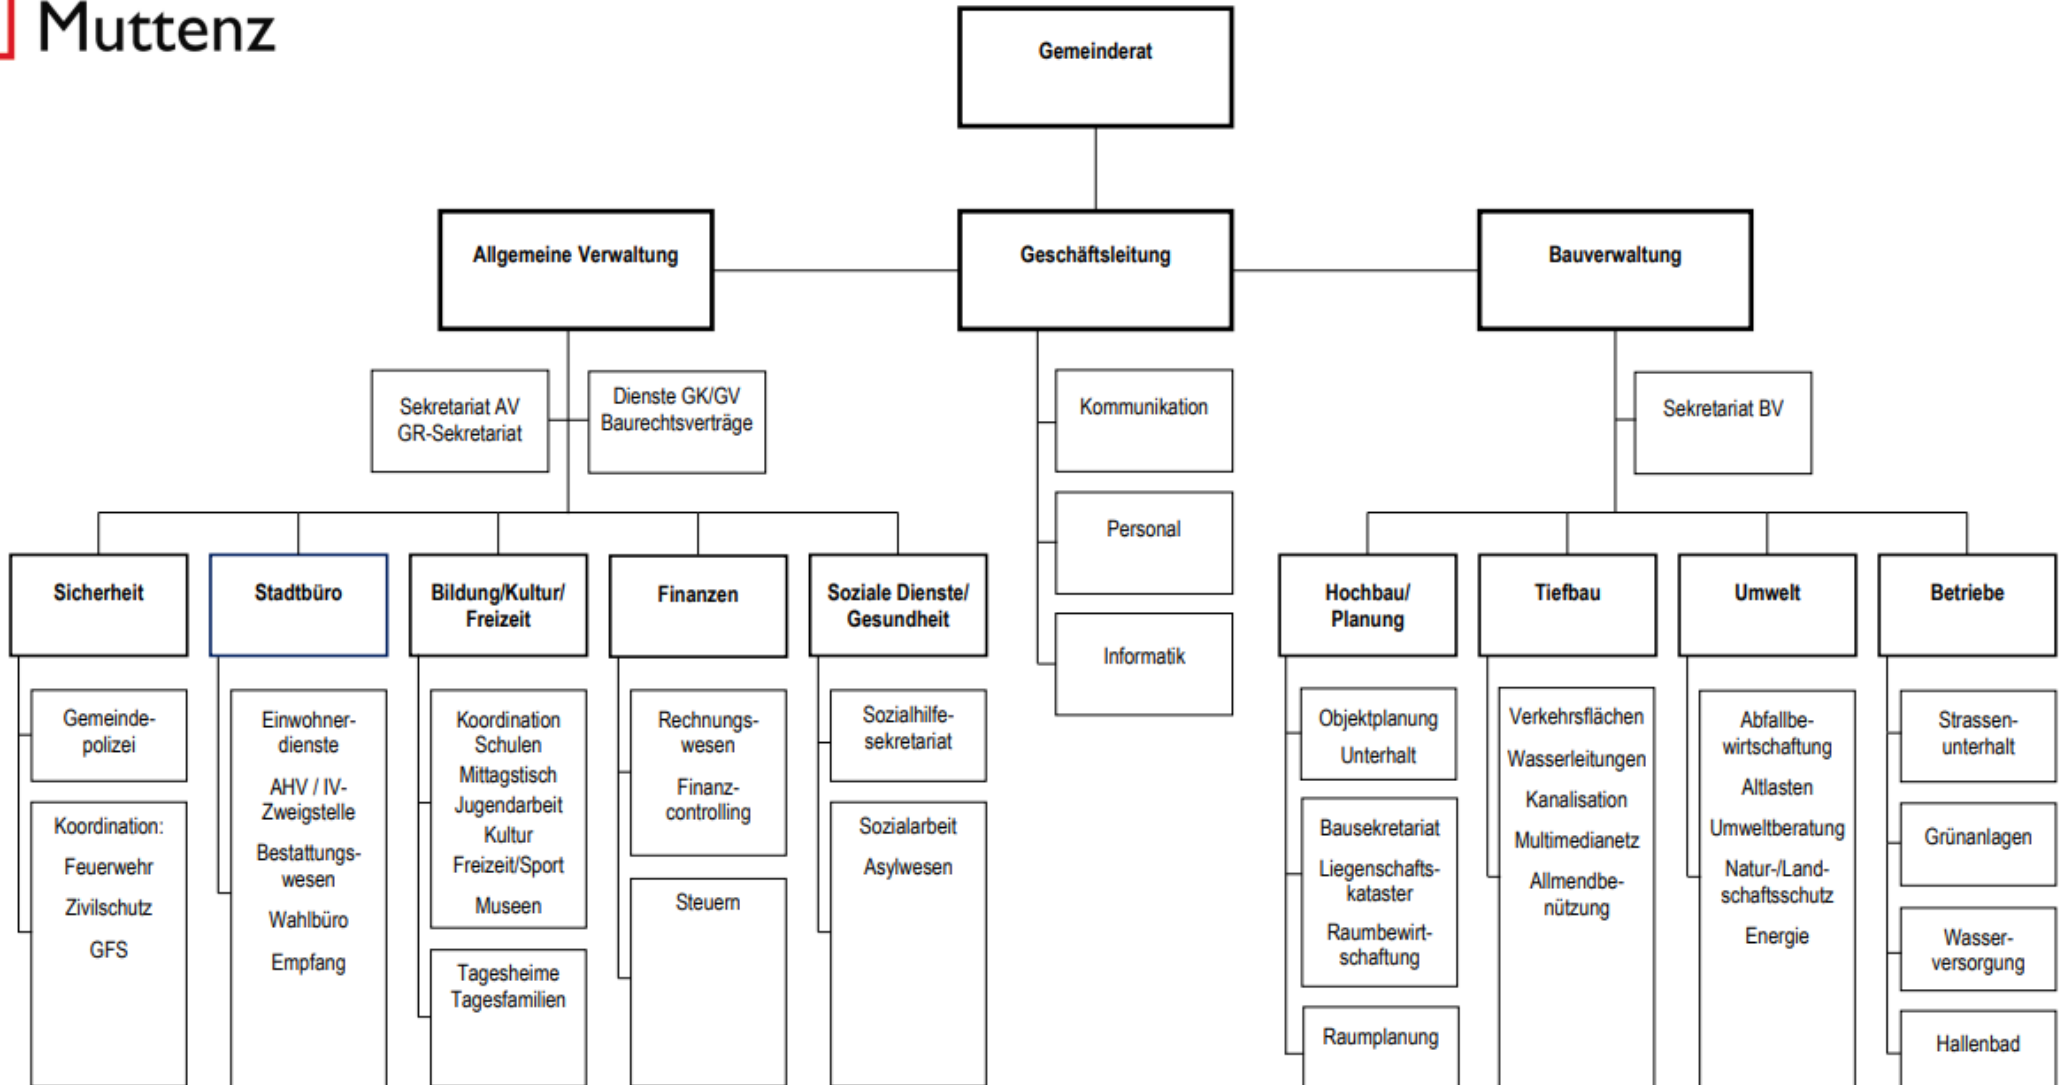 Muttenz
Gemeinderat
Allgemeine Verwaltung
Geschäftsleitung
Bauverwaltung
Sekretariat AV
GR-Sekretariat
Dienste GK/GV
Baurechtsverträge
Kommunikation
Personal
Informatik
Sekretariat BV
Sicherheit
Gemeinde-
polizei
Koordination:
Feuerwehr
Zivilschutz
GFS
Stadtbüro
Einwohner-
dienste
AHV / IV-
Zweigstelle
Bestattungs-
wesen
Wahlbüro
Empfang
Bildung/Kultur/
Freizeit
Koordination
Schulen
Mittagstisch
Jugendarbeit
Kultur
Freizeit/Sport
Museen
Tagesheime
Tagesfamilien
Finanzen
Rechnungs-
wesen
Finanz-
controlling
Steuern
Soziale Dienste/
Gesundheit
Sozialhilfe-
sekretariat
Sozialarbeit
Asylwesen
Hochbau/
Planung
Objektplanung
Unterhalt
Bausekretariat
Liegenschafts-
kataster
Raumbewirt-
schaftung
Raumplanung
Tiefbau
Verkehrsflächen
Wasserleitungen
Kanalisation
Multimedianetz
Allmendbe-
nützung
Umwelt
Abfallbe-
wirtschaftung
Altlasten
Umweltberatung
Natur-/Land-
schaftsschutz
Energie
Betriebe
Strassen-
unterhalt
Grünanlagen
Wasser-
versorgung
Hallenbad